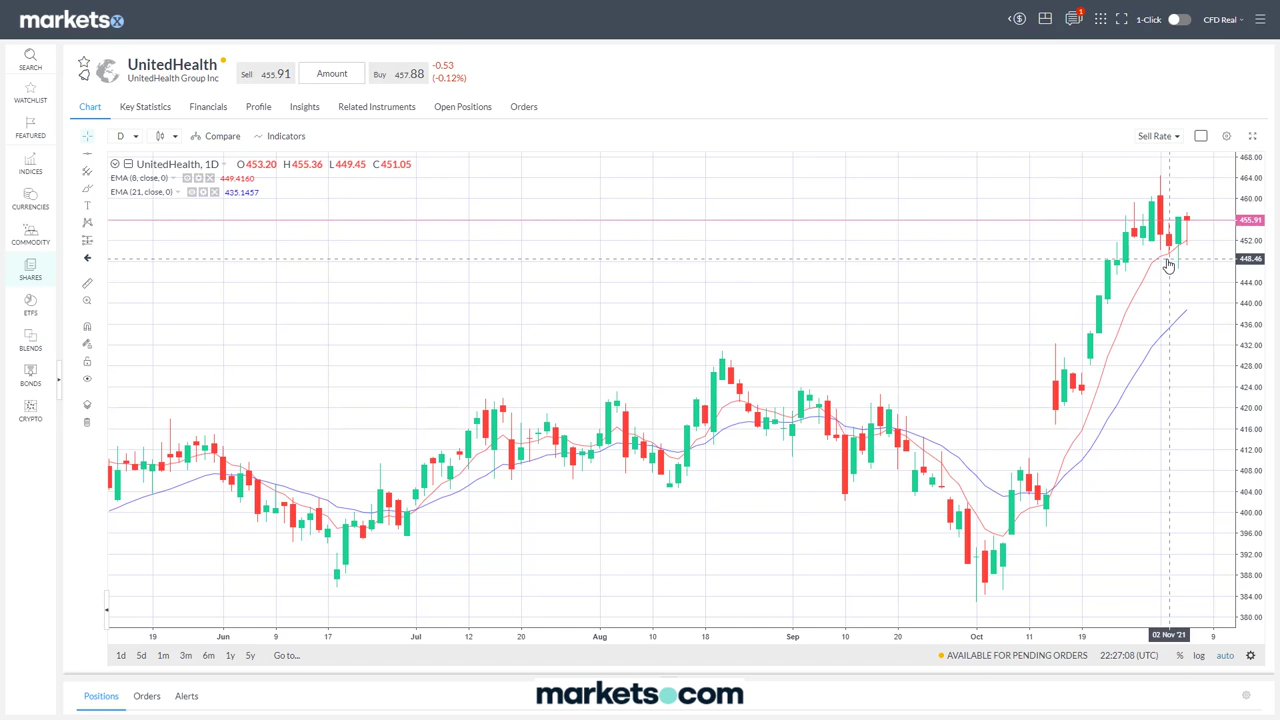 marketsx
1
1-Click
CFD Real
SEARCH
WATCHLIST
FEATURED
INDICES
CURRENCIES
COMMODITY
SHARES
ETFS
BLENDS
BONDS
CRYPTO
UnitedHealth
UnitedHealth Group Inc
Sell 455.91
Amount
Buy 457.88
-0.53
(-0.12%)
Chart Key Statistics Financials Profile Insights Related Instruments Open Positions Orders
D Compare Indicators
Sell Rate
UnitedHealth, 1D O453.20 H455.36 L449.45 C451.05
EMA (8, close, 0) 449.4160
EMA (21, close, 0) 435.1457
468.00
464.00
460.00
455.91
452.00
448.46
444.00
440.00
436.00
432.00
428.00
424.00
420.00
416.00
412.00
408.00
404.00
400.00
396.00
392.00
388.00
384.00
380.00
19 Jun 9 17 Jul 12 20 Aug 10 18 Sep 10 20 Oct 11 19 02 Nov '21 9
1d 5d 1m 3m 6m 1y 5y Go to...
AVAILABLE FOR PENDING ORDERS 22:27:08 (UTC) % log auto
Positions Orders Alerts
markets.com